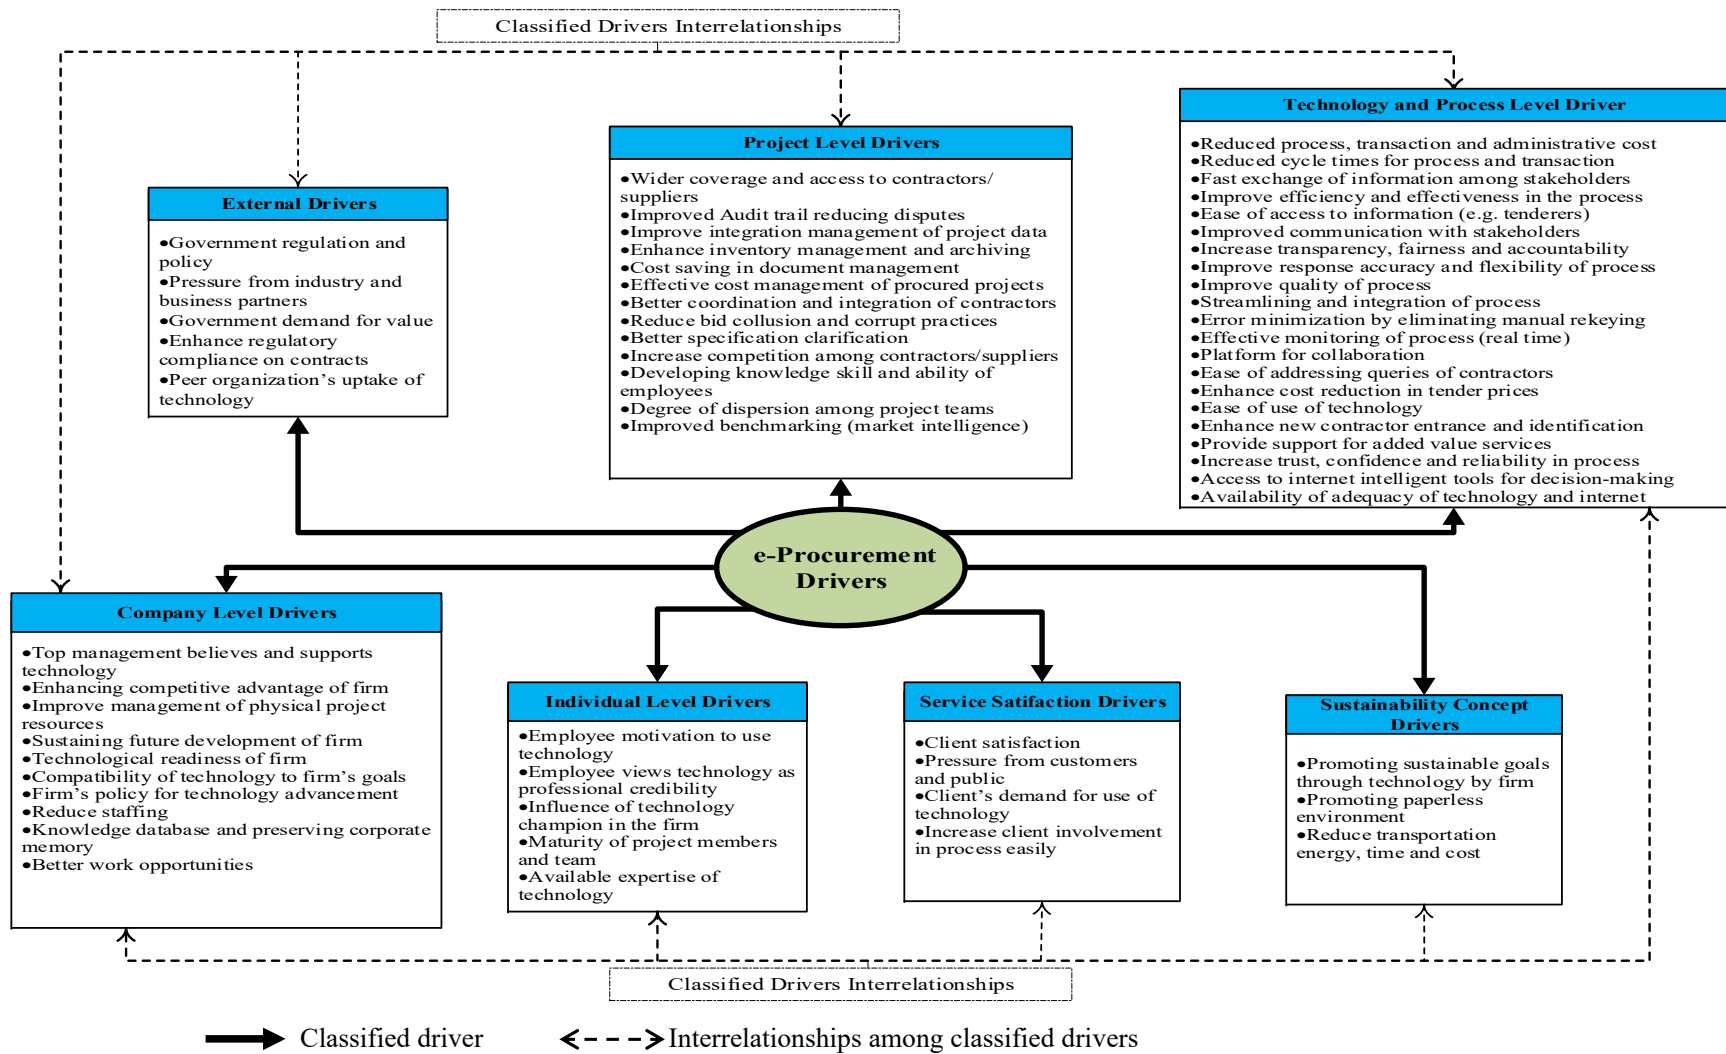 Classified Drivers Interrelationships
Technology and Process Level Driver
●Reduced process, transaction and administrative cost
●Reduced cycle times for process and transaction
●Fast exchange of information among stakeholders
●Improve efficiency and effectiveness in the process
●Ease of access to information (e.g. tenderers)
●Improved communication with stakeholders
●Increase transparency, fairness and accountability
●Improve response accuracy and flexibility of process
●Improve quality of process
●Streamlining and integration of process
●Error minimization by eliminating manual rekeying
●Effective monitoring of process (real time)
●Platform for collaboration
●Ease of addressing queries of contractors
●Enhance cost reduction in tender prices
●Ease of use of technology
●Enhance new contractor entrance and identification
●Provide support for added value services
●Increase trust, confidence and reliability in process
●Access to internet intelligent tools for decision-making
●Availability of adequacy of technology and internet
Project Level Drivers
●Wider coverage and access to contractors/
suppliers
●Improved Audit trail reducing disputes
●Improve integration management of project data
●Enhance inventory management and archiving
●Cost saving in document management
●Effective cost management of procured projects
●Better coordination and integration of contractors
●Reduce bid collusion and corrupt practices
●Better specification clarification
●Increase competition among contractors/suppliers
●Developing knowledge skill and ability of
employees
●Degree of dispersion among project teams
●Improved benchmarking (market intelligence)
External Drivers
●Government regulation and
policy
●Pressure from industry and
business partners
●Government demand for value
●Enhance regulatory
compliance on contracts
●Peer organization’s uptake of
technology
e-Procurement
Drivers
Company Level Drivers
●Top management believes and supports
technology
●Enhancing competitive advantage of firm
●Improve management of physical project
resources
●Sustaining future development of firm
●Technological readiness of firm
●Compatibility of technology to firm’s goals
●Firm’s policy for technology advancement
●Reduce staffing
●Knowledge database and preserving corporate
memory
●Better work opportunities
Individual Level Drivers
●Employee motivation to use
technology
●Employee views technology as
professional credibility
●Influence of technology
champion in the firm
●Maturity of project members
and team
●Available expertise of
technology
Service Satifaction Drivers
●Client satisfaction
●Pressure from customers
and public
●Client’s demand for use of
technology
●Increase client involvement
in process easily
Sustainability Concept
Drivers
●Promoting sustainable goals
through technology by firm
●Promoting paperless
environment
●Reduce transportation
energy, time and cost
Classified Drivers Interrelationships
Classified driver
Interrelationships among classified drivers